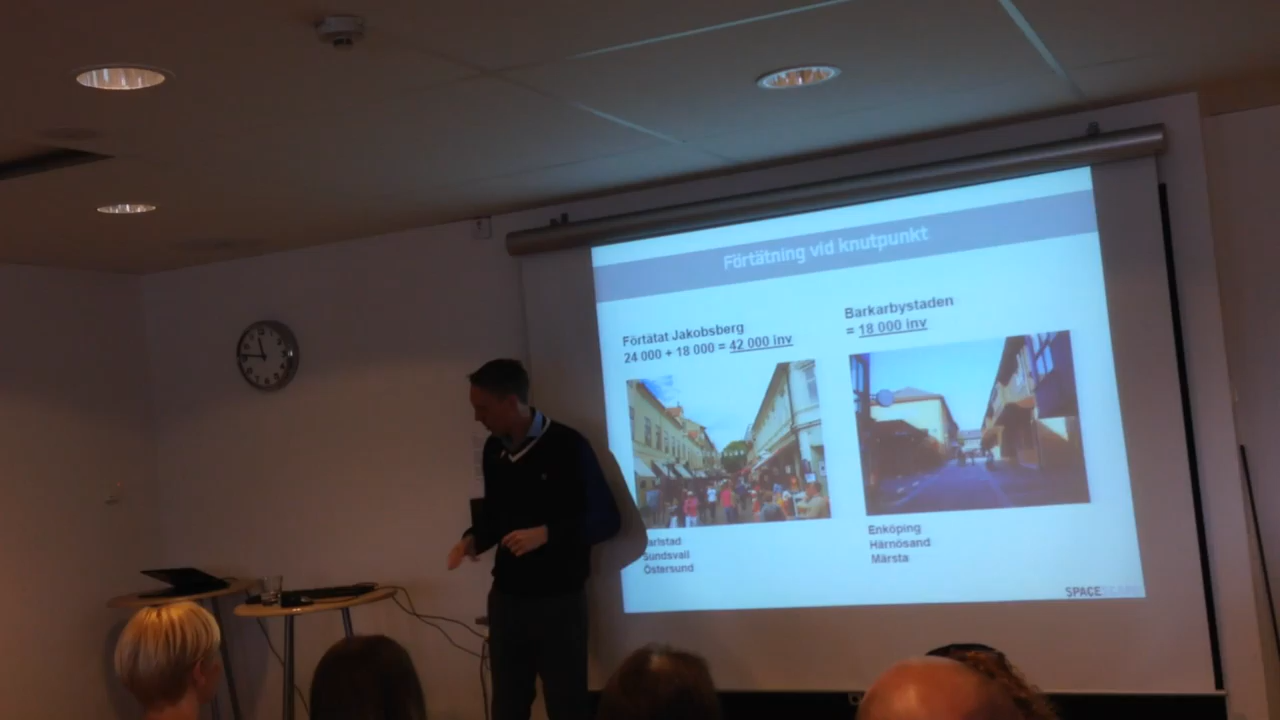 Förtätning vid knutpunkt
Förtätat Jakobsberg
24 000 + 18 000 = 42 000 inv
Barkarbystaden
= 18 000 inv
arlstad
Sundsvall
Östersund
Enköping
Härnösand
Märsta
SPACE